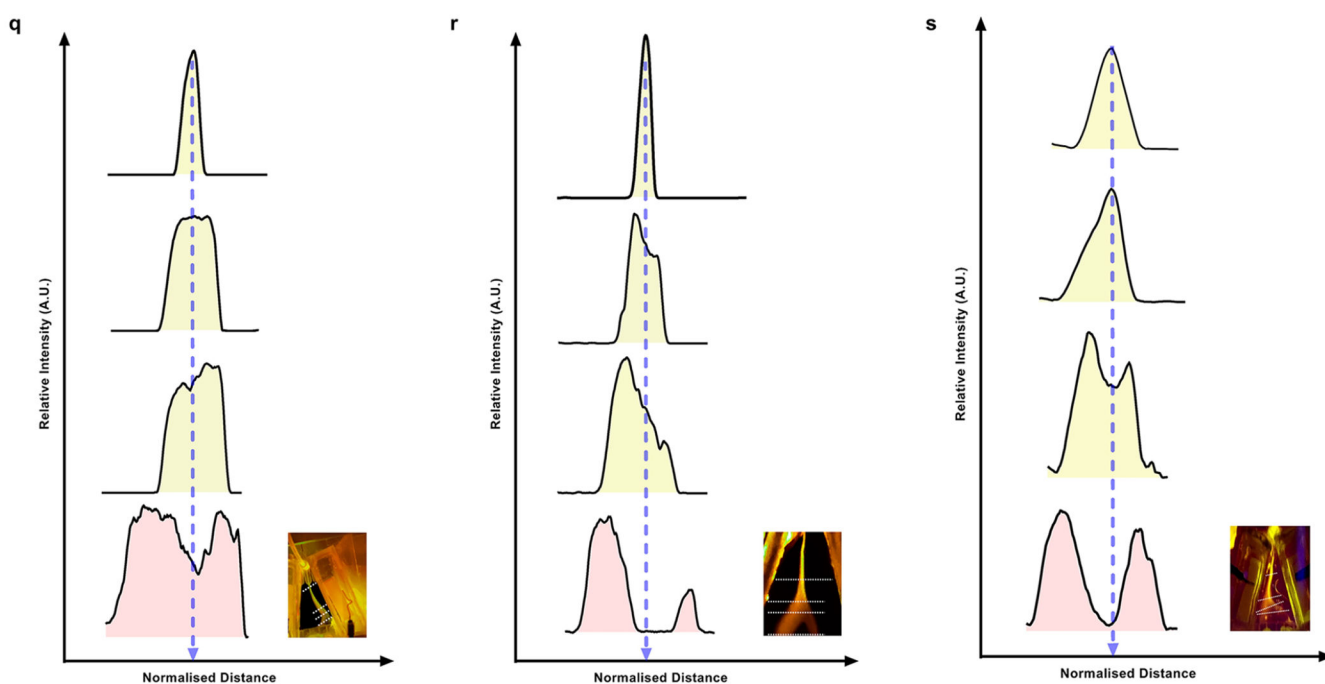 q
r
s
Relative Intensity (A.U.)
Relative Intensity (A.U.)
Relative Intensity (A.U.)
Normalised Distance
Normalised Distance
Normalised Distance